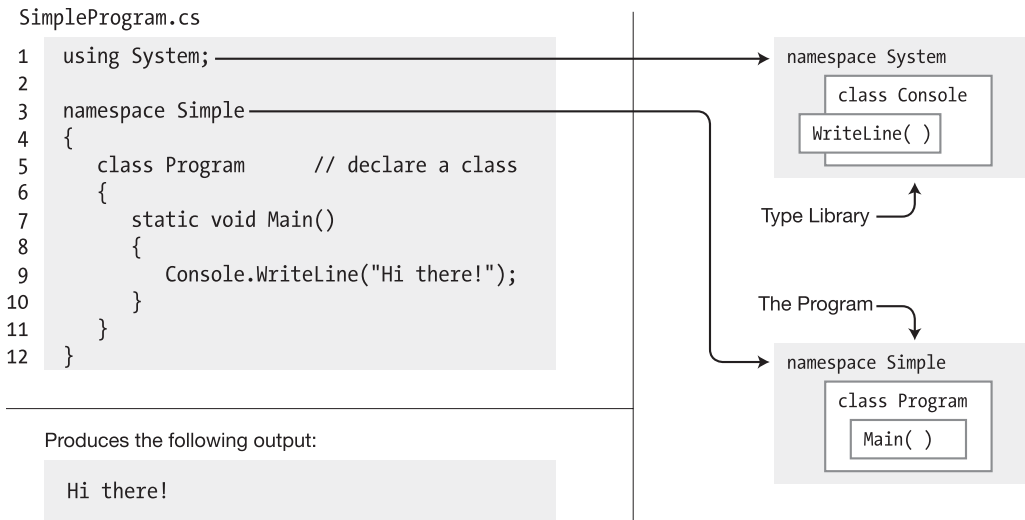 SimpleProgram.cs
1 using System;
2
3 namespace Simple
4 {
5 class Program // declare a class
6 {
7 static void Main()
8 {
9 Console.WriteLine("Hi there!");
10 }
11 }
12 }
Produces the following output:
Hi there!
namespace System
class Console
WriteLine( )
Type Library
The Program
namespace Simple
class Program
Main( )